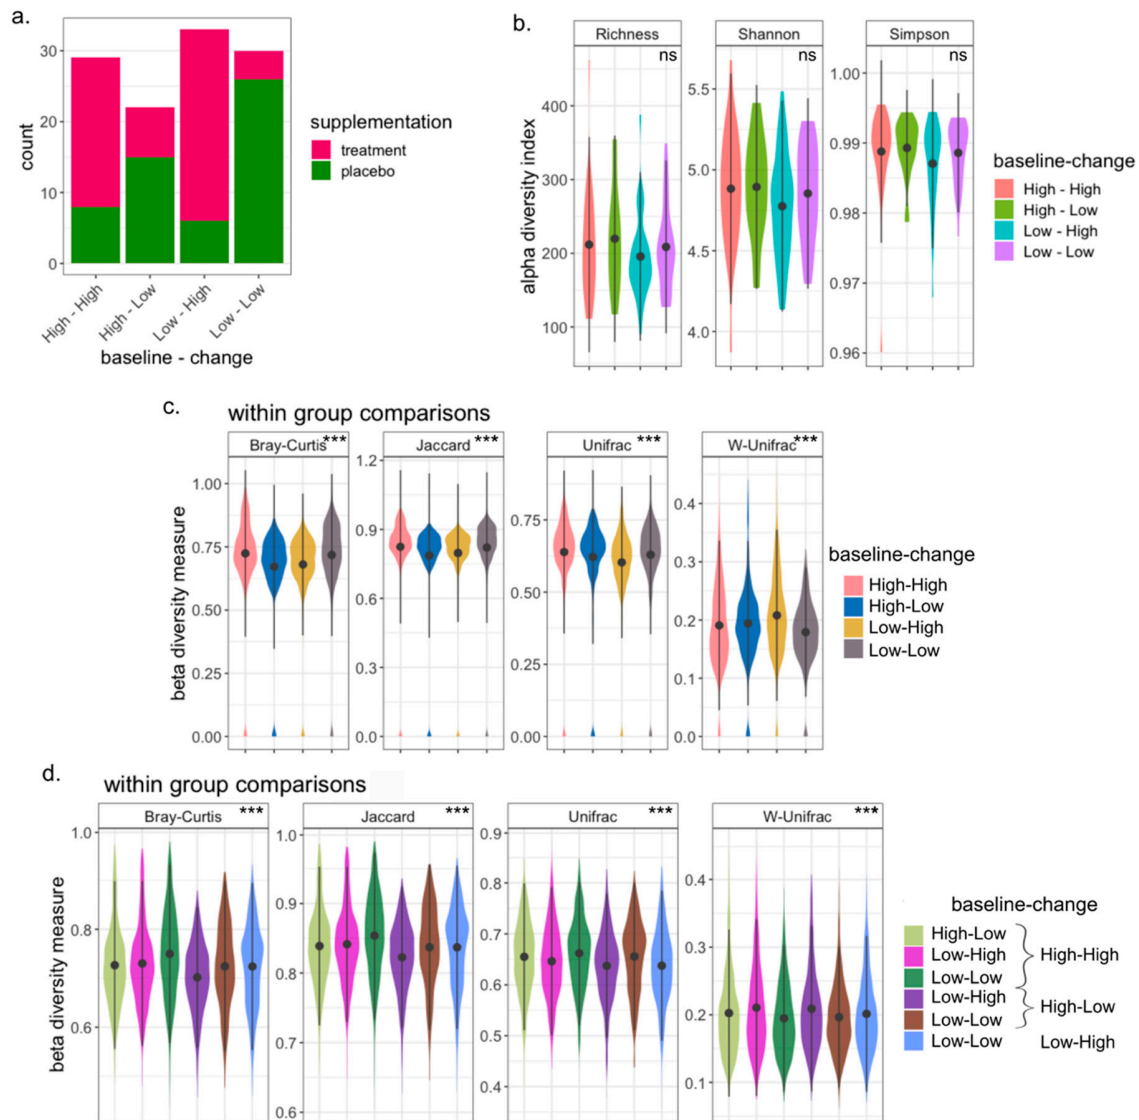 a.
30
20
10
0
count
High - High
High - Low
Low - High
Low - Low
baseline - change
supplementation
treatment
placebo
b.
Richness
ns
Shannon
ns
Simpson
ns
400
300
200
100
5.5
5.0
4.5
4.0
1.00
0.99
0.98
0.97
0.96
alpha diversity index
baseline-change
High - High
High - Low
Low - High
Low - Low
c.
within group comparisons
Bray-Curtis ***
Jaccard ***
Unifrac ***
W-Unifrac ***
1.00
0.75
0.50
0.25
0.00
1.2
0.9
0.6
0.3
0.0
0.75
0.50
0.25
0.00
0.4
0.3
0.2
0.1
0.0
beta diversity measure
baseline-change
High-High
High-Low
Low-High
Low-Low
d.
within group comparisons
Bray-Curtis ***
Jaccard ***
Unifrac ***
W-Unifrac ***
1.0
0.8
0.6
1.0
0.9
0.8
0.7
0.6
0.9
0.8
0.7
0.6
0.5
0.4
0.4
0.3
0.2
0.1
beta diversity measure
baseline-change
High-Low
Low-High
Low-Low
High-High
Low-High
Low-Low
High-Low
Low-Low
Low-High